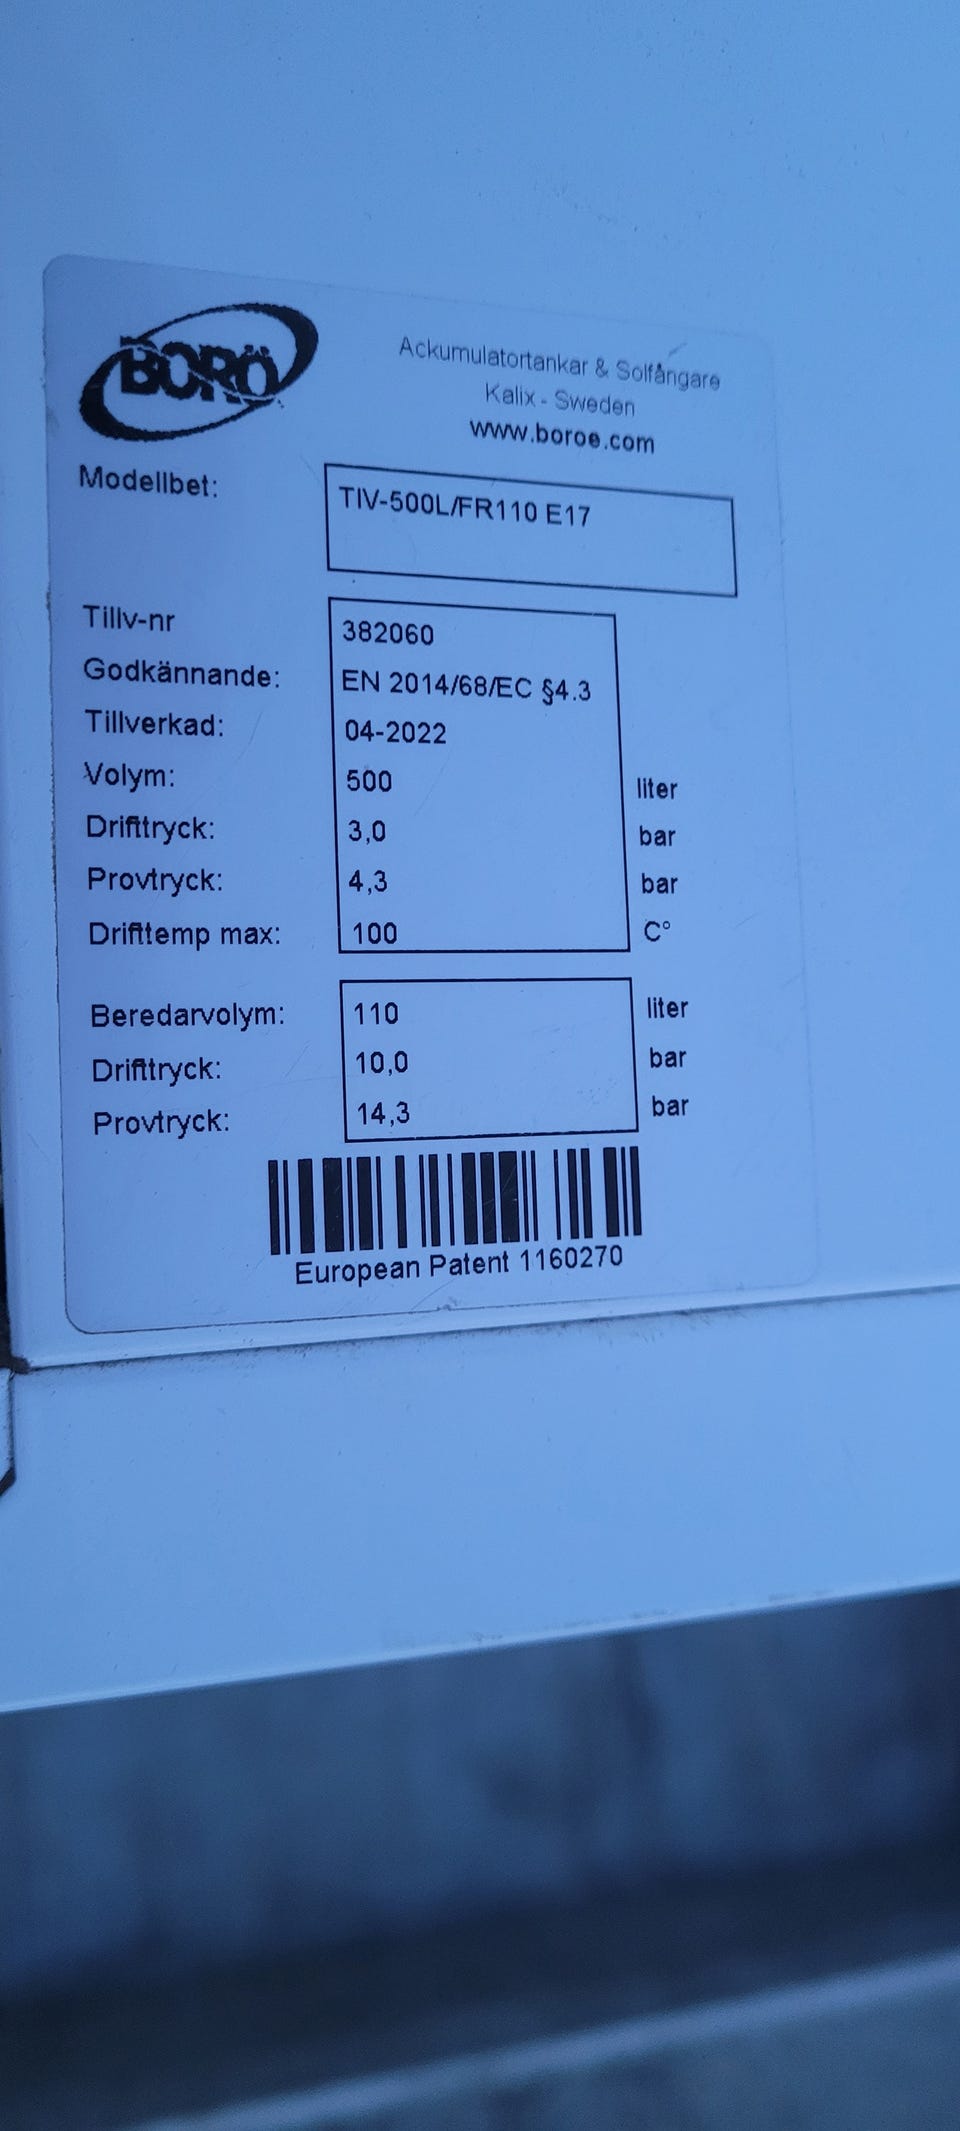 BORÖ
Ackumulatortankar & Solfångare
Kalix - Sweden
www.boroe.com
Modellbet: TIV-500L/FR110 E17
Tillv-nr 382060
Godkännande: EN 2014/68/EC §4.3
Tillverkad: 04-2022
Volym: 500 liter
Drifttryck: 3,0 bar
Provtryck: 4,3 bar
Drifttemp max: 100 C°
Beredarvolym: 110 liter
Drifttryck: 10,0 bar
Provtryck: 14,3 bar
European Patent 1160270